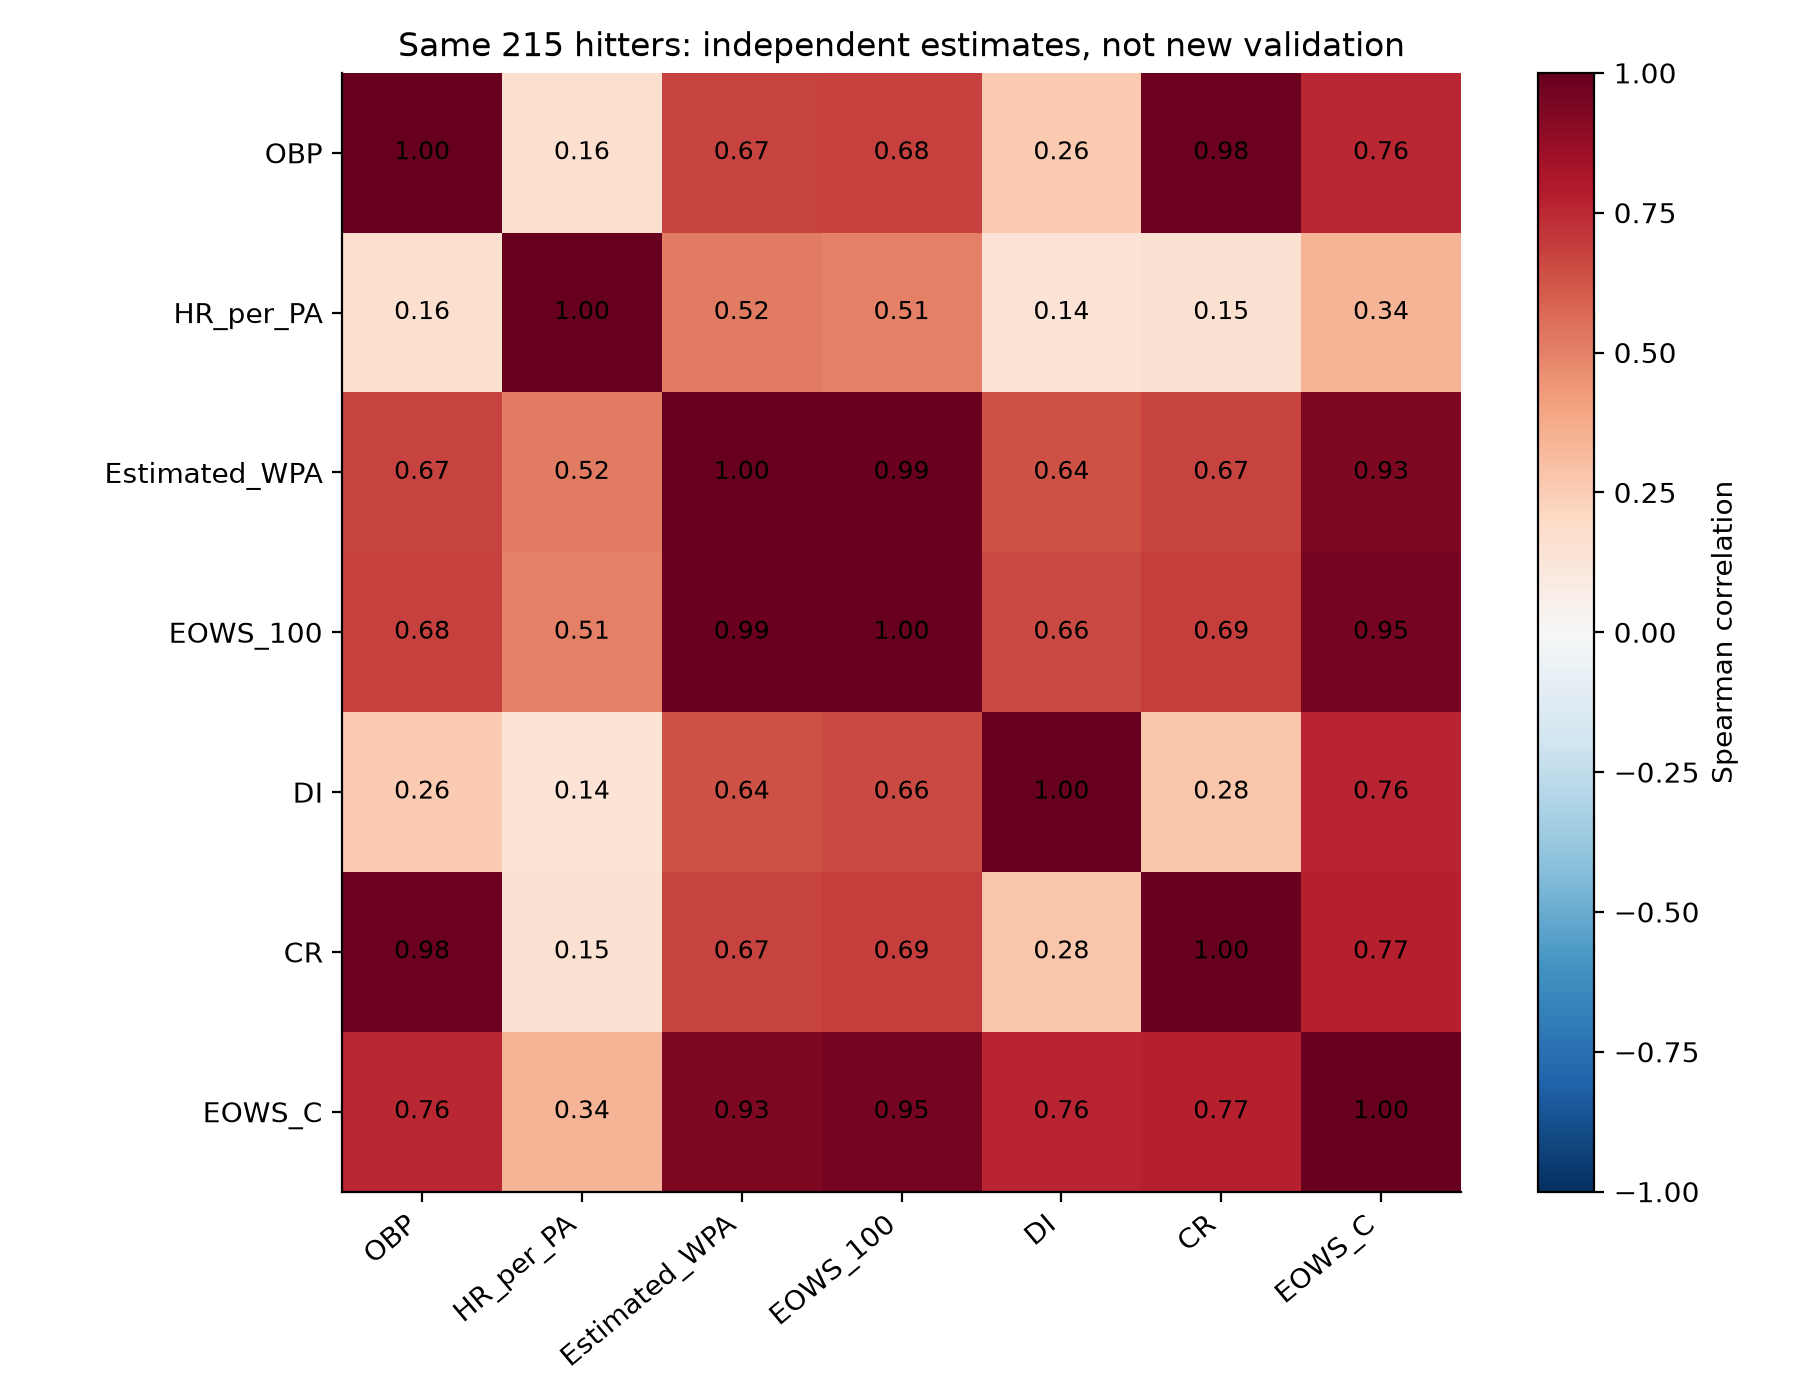 Same 215 hitters: independent estimates, not new validation
OBP 1.00 0.16 0.67 0.68 0.26 0.98 0.76
HR_per_PA 0.16 1.00 0.52 0.51 0.14 0.15 0.34
Estimated_WPA 0.67 0.52 1.00 0.99 0.64 0.67 0.93
EOWS_100 0.68 0.51 0.99 1.00 0.66 0.69 0.95
DI 0.26 0.14 0.64 0.66 1.00 0.28 0.76
CR 0.98 0.15 0.67 0.69 0.28 1.00 0.77
EOWS_C 0.76 0.34 0.93 0.95 0.76 0.77 1.00
OBP HR_per_PA Estimated_WPA EOWS_100 DI CR EOWS_C
1.00
0.75
0.50
0.25
0.00
−0.25
−0.50
−0.75
−1.00
Spearman correlation